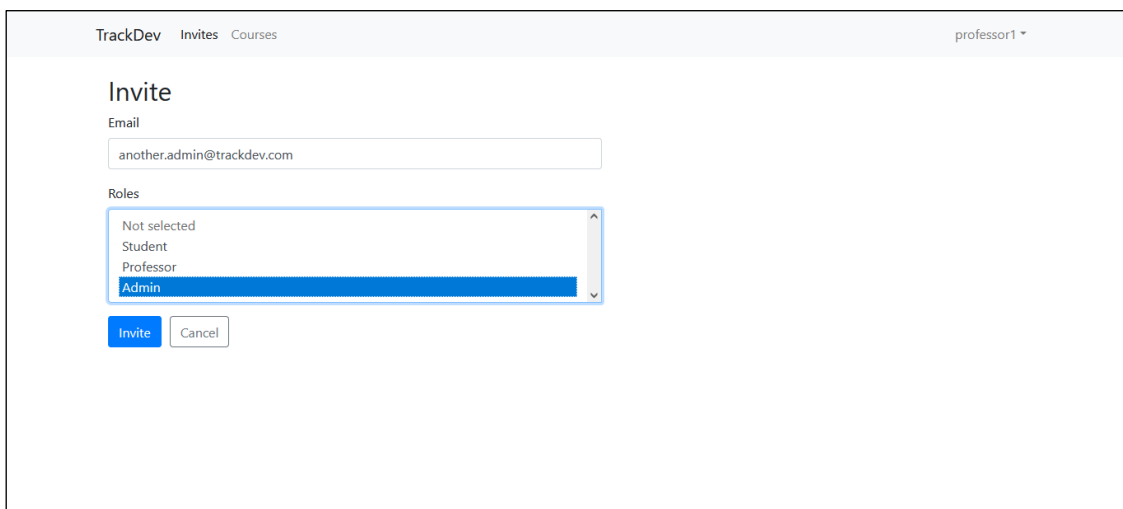 TrackDev Invites Courses professor1
Invite
Email
another.admin@trackdev.com
Roles
Not selected
Student
Professor
Admin
Invite Cancel